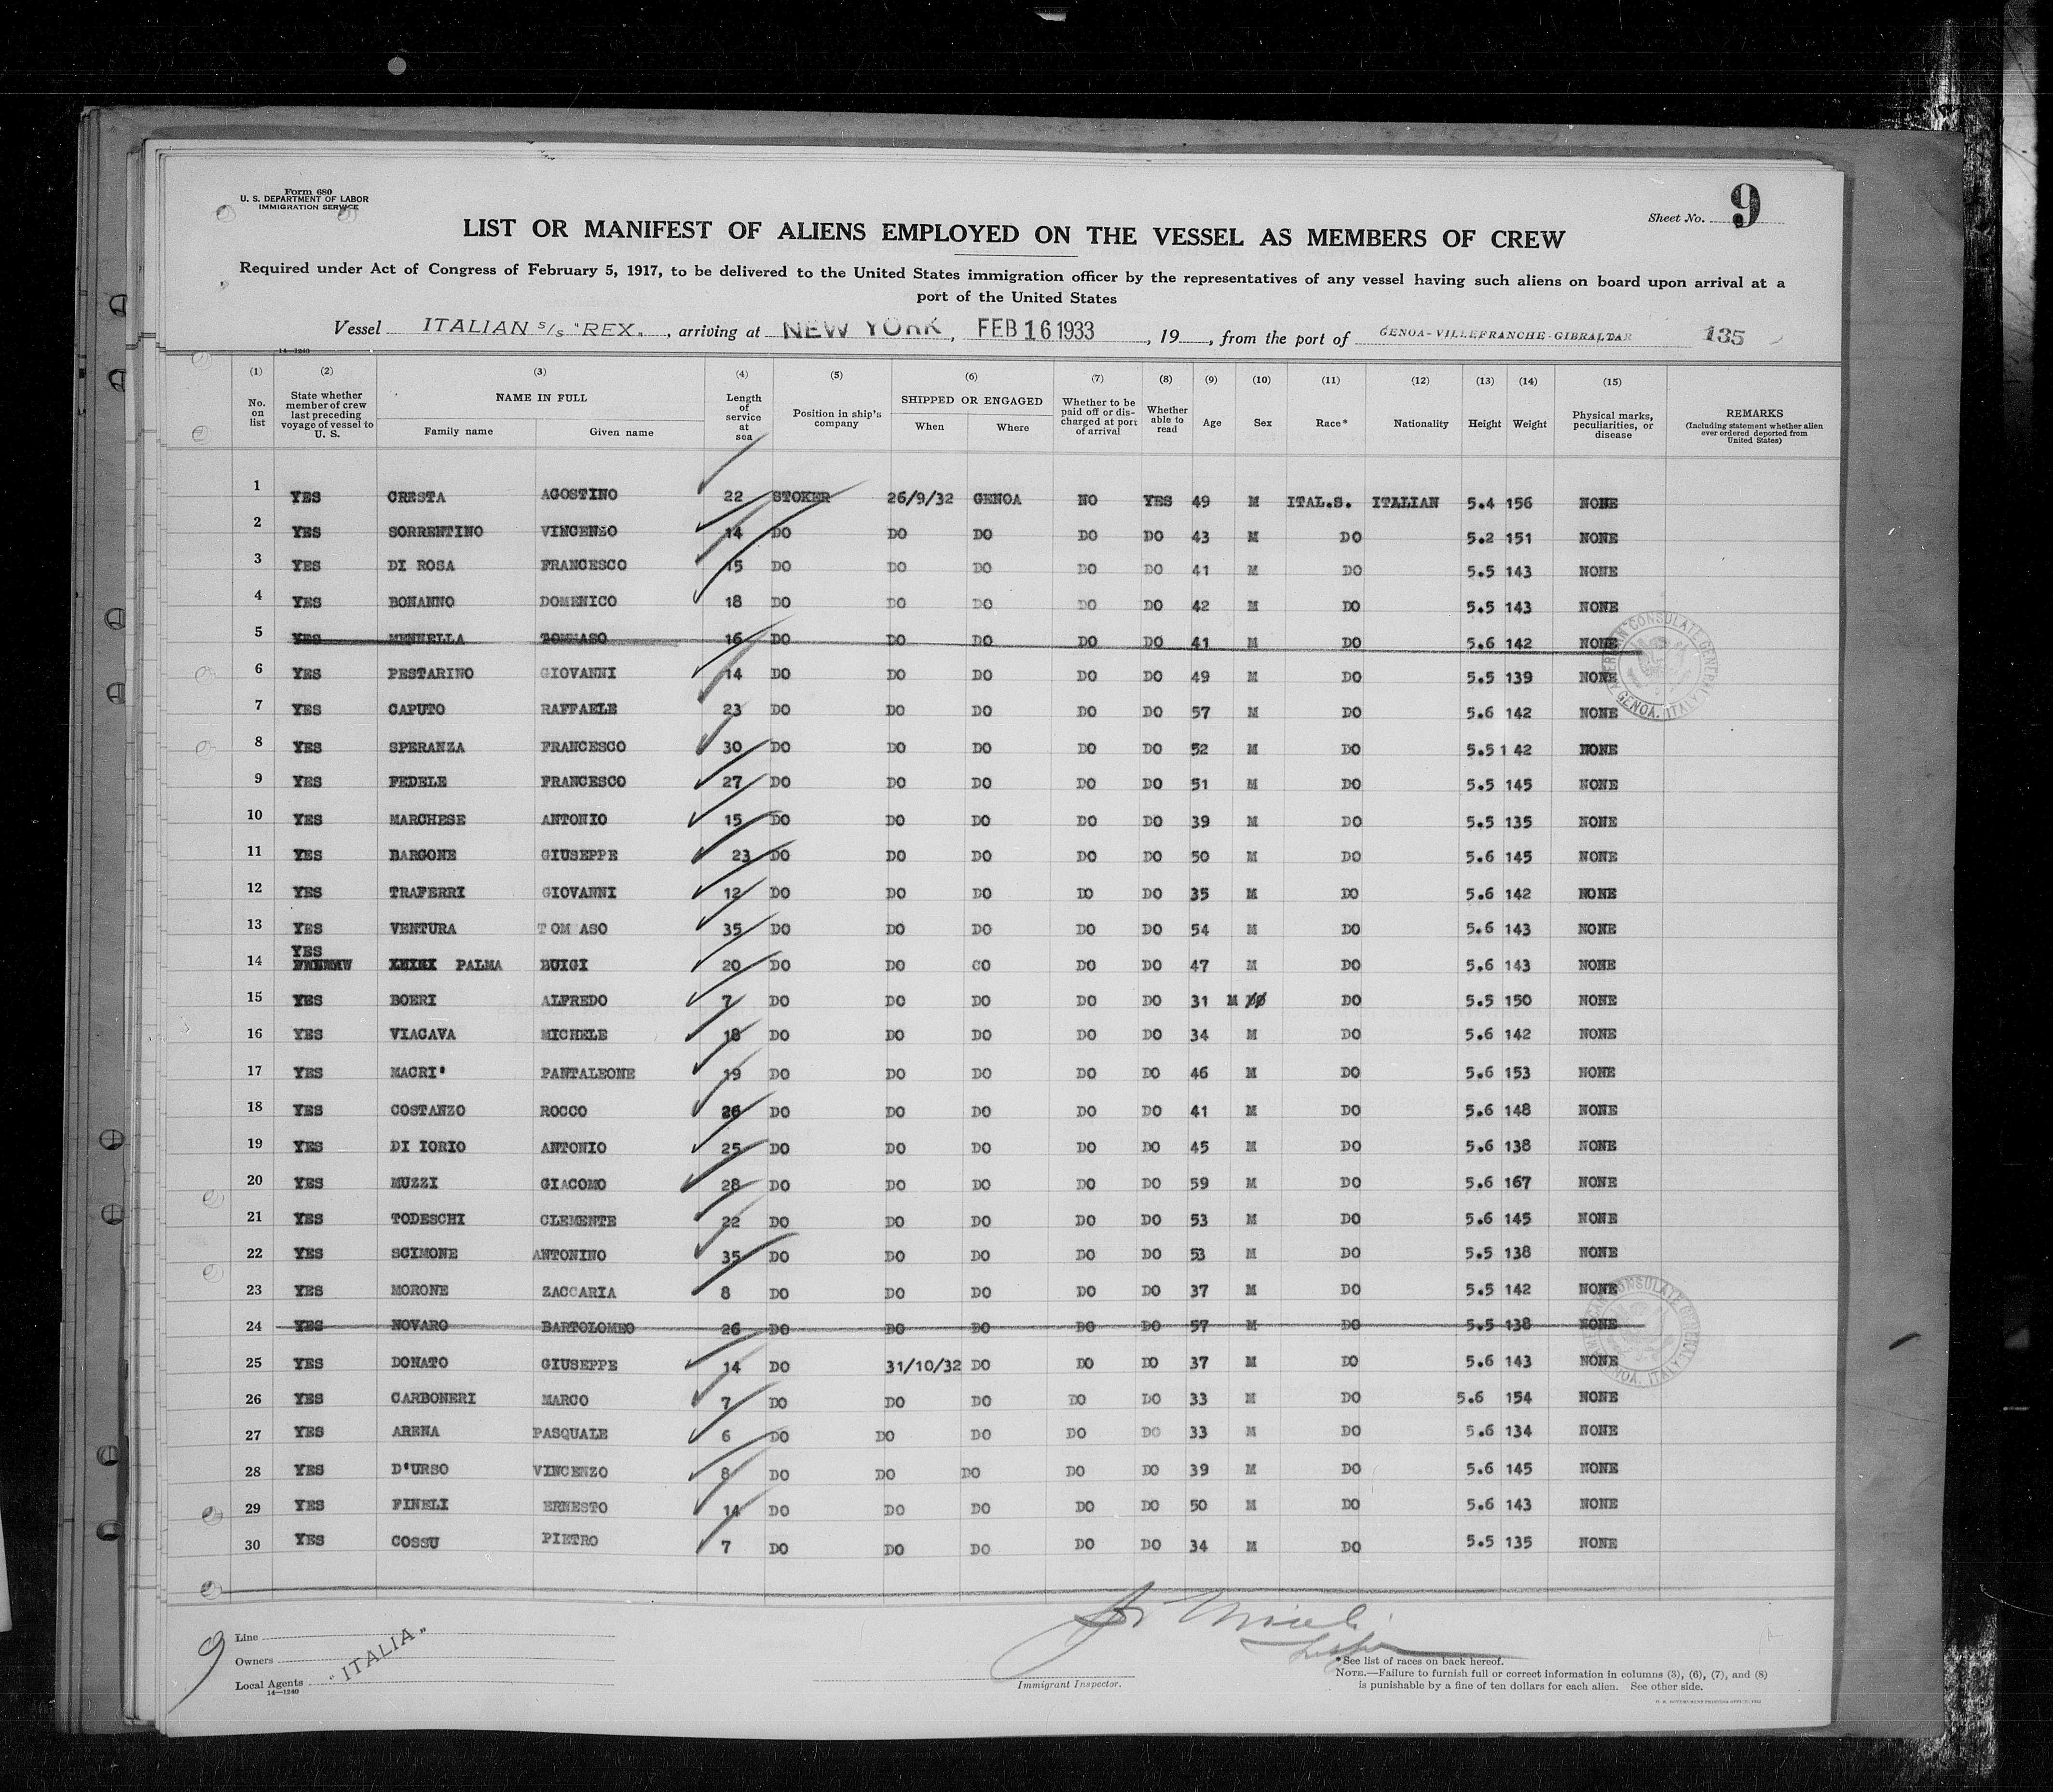 Form 680
U. S. DEPARTMENT OF LABOR
IMMIGRATION SERVICE
Sheet No. 9
LIST OR MANIFEST OF ALIENS EMPLOYED ON THE VESSEL AS MEMBERS OF CREW
Required under Act of Congress of February 5, 1917, to be delivered to the United States immigration officer by the representatives of any vessel having such aliens on board upon arrival at a
port of the United States
Vessel ITALIAN S/S "REX", arriving at NEW YORK, FEB 16 1933, 19, from the port of GENOA-VILLEFRANCHE-GIBRALTAR 135
14—1240
(1) (2) (3) (4) (5) (6) (7) (8) (9) (10) (11) (12) (13) (14) (15)
No. on list
State whether member of crew last preceding voyage of vessel to U. S.
NAME IN FULL
Family name Given name
Length of service at sea
Position in ship's company
SHIPPED OR ENGAGED
When Where
Whether to be paid off or discharged at port of arrival
Whether able to read
Age Sex Race* Nationality Height Weight
Physical marks, peculiarities, or disease
REMARKS
(Including statement whether alien ever ordered deported from United States)
1 YES CRESTA AGOSTINO 22 STOKER 26/9/32 GENOA NO YES 49 M ITAL.S. ITALIAN 5.4 156 NONE
2 YES SORRENTINO VINCENZO 14 DO DO DO DO DO 43 M DO 5.2 151 NONE
3 YES DI ROSA FRANCESCO 15 DO DO DO DO DO 41 M DO 5.5 143 NONE
4 YES BONANNO DOMENICO 18 DO DO DO DO DO 42 M DO 5.5 143 NONE
5 YES MENNELLA TOMMASO 16 DO DO DO DO DO 41 M DO 5.6 142 NONE
6 YES PESTARINO GIOVANNI 14 DO DO DO DO DO 49 M DO 5.5 139 NONE
7 YES CAPUTO RAFFAELE 23 DO DO DO DO DO 57 M DO 5.6 142 NONE
8 YES SPERANZA FRANCESCO 30 DO DO DO DO DO 52 M DO 5.5 1 42 NONE
9 YES FEDELE FRANCESCO 27 DO DO DO DO DO 51 M DO 5.5 145 NONE
10 YES MARCHESE ANTONIO 15 DO DO DO DO DO 39 M DO 5.5 135 NONE
11 YES BARGONE GIUSEPPE 23 DO DO DO DO DO 50 M DO 5.6 145 NONE
12 YES TRAFERRI GIOVANNI 12 DO DO DO DO DO 35 M DO 5.6 142 NONE
13 YES VENTURA TOM ASO 35 DO DO DO DO DO 54 M DO 5.6 143 NONE
14 YES PALMA BUIGI 20 DO DO CO DO DO 47 M DO 5.6 143 NONE
15 YES BOERI ALFREDO 7 DO DO DO DO DO 31 M DO 5.5 150 NONE
16 YES VIACAVA MICHELE 18 DO DO DO DO DO 34 M DO 5.6 142 NONE
17 YES MACRI' PANTALEONE 19 DO DO DO DO DO 46 M DO 5.6 153 NONE
18 YES COSTANZO ROCCO 26 DO DO DO DO DO 41 M DO 5.6 148 NONE
19 YES DI IORIO ANTONIO 25 DO DO DO DO DO 45 M DO 5.6 138 NONE
20 YES MUZZI GIACOMO 28 DO DO DO DO DO 59 M DO 5.6 167 NONE
21 YES TODESCHI CLEMENTE 22 DO DO DO DO DO 53 M DO 5.6 145 NONE
22 YES SCIMONE ANTONINO 35 DO DO DO DO DO 53 M DO 5.5 138 NONE
23 YES MORONE ZACCARIA 8 DO DO DO DO DO 37 M DO 5.5 142 NONE
24 YES NOVARO BARTOLOMEO 26 DO DO DO DO DO 57 M DO 5.5 138 NONE
25 YES DONATO GIUSEPPE 14 DO 31/10/32 DO DO DO 37 M DO 5.6 143 NONE
26 YES CARBONERI MARCO 7 DO DO DO DO DO 33 M DO 5.6 154 NONE
27 YES ARENA PASQUALE 6 DO DO DO DO DO 33 M DO 5.6 134 NONE
28 YES D'URSO VINCENZO 8 DO DO DO DO DO 39 M DO 5.6 145 NONE
29 YES FINELI ERNESTO 14 DO DO DO DO DO 50 M DO 5.6 143 NONE
30 YES COSSU PIETRO 7 DO DO DO DO DO 34 M DO 5.5 135 NONE
AMERICAN CONSULATE GENERAL GENOA, ITALY
AMERICAN CONSULATE GENERAL GENOA, ITALY
9
Line
Owners "ITALIA"
Local Agents
14—1240
Immigrant Inspector.
*See list of races on back hereof.
NOTE.—Failure to furnish full or correct information in columns (3), (6), (7), and (8)
is punishable by a fine of ten dollars for each alien. See other side.